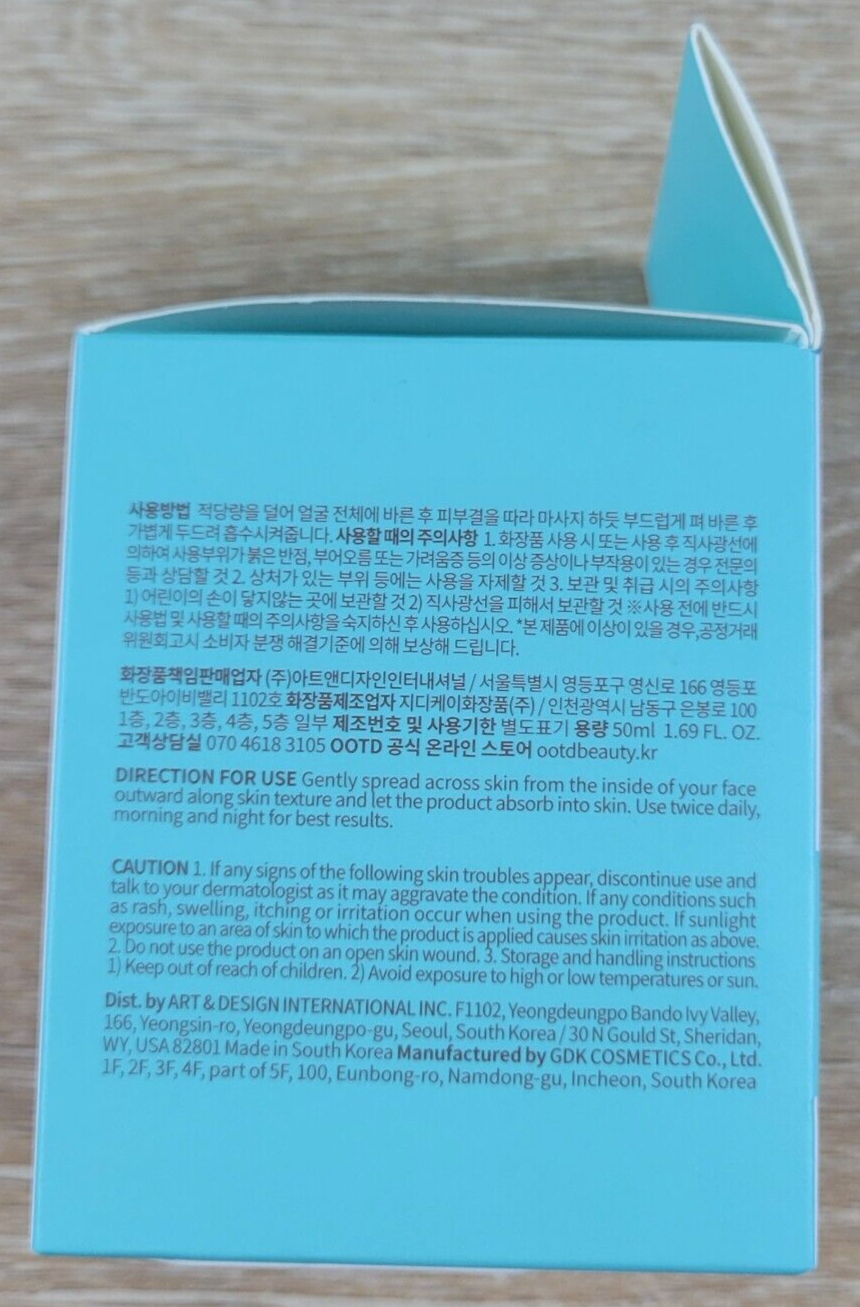 사용방법 적당량을 덜어 얼굴 전체에 바른 후 피부결을 따라 마사지 하듯 부드럽게 펴 바른 후
가볍게 두드려 흡수시켜줍니다. 사용할 때의 주의사항 1. 화장품 사용 시 또는 사용 후 직사광선에
의하여 사용부위가 붉은 반점, 부어오름 또는 가려움증 등의 이상 증상이나 부작용이 있는 경우 전문의
등과 상담할 것 2. 상처가 있는 부위 등에는 사용을 자제할 것 3. 보관 및 취급 시의 주의사항
1) 어린이의 손이 닿지않는 곳에 보관할 것 2) 직사광선을 피해서 보관할 것 ※사용 전에 반드시
사용법 및 사용할 때의 주의사항을 숙지하신 후 사용하십시오. *본 제품에 이상이 있을 경우,공정거래
위원회고시 소비자 분쟁 해결기준에 의해 보상해 드립니다.
화장품책임판매업자 (주)아트앤디자인인터내셔널 / 서울특별시 영등포구 영신로 166 영등포
반도아이비밸리 1102호 화장품제조업자 지디케이화장품(주) / 인천광역시 남동구 은봉로 100
1층, 2층, 3층, 4층, 5층 일부 제조번호 및 사용기한 별도표기 용량 50ml 1.69 FL. OZ.
고객상담실 070 4618 3105 OOTD 공식 온라인 스토어 ootdbeauty.kr
DIRECTION FOR USE Gently spread across skin from the inside of your face
outward along skin texture and let the product absorb into skin. Use twice daily,
morning and night for best results.
CAUTION 1. If any signs of the following skin troubles appear, discontinue use and
talk to your dermatologist as it may aggravate the condition. If any conditions such
as rash, swelling, itching or irritation occur when using the product. If sunlight
exposure to an area of skin to which the product is applied causes skin irritation as above.
2. Do not use the product on an open skin wound. 3. Storage and handling instructions
1) Keep out of reach of children. 2) Avoid exposure to high or low temperatures or sun.
Dist. by ART & DESIGN INTERNATIONAL INC. F1102, Yeongdeungpo Bando Ivy Valley,
166, Yeongsin-ro, Yeongdeungpo-gu, Seoul, South Korea / 30 N Gould St, Sheridan,
WY, USA 82801 Made in South Korea Manufactured by GDK COSMETICS Co., Ltd.
1F, 2F, 3F, 4F, part of 5F, 100, Eunbong-ro, Namdong-gu, Incheon, South Korea